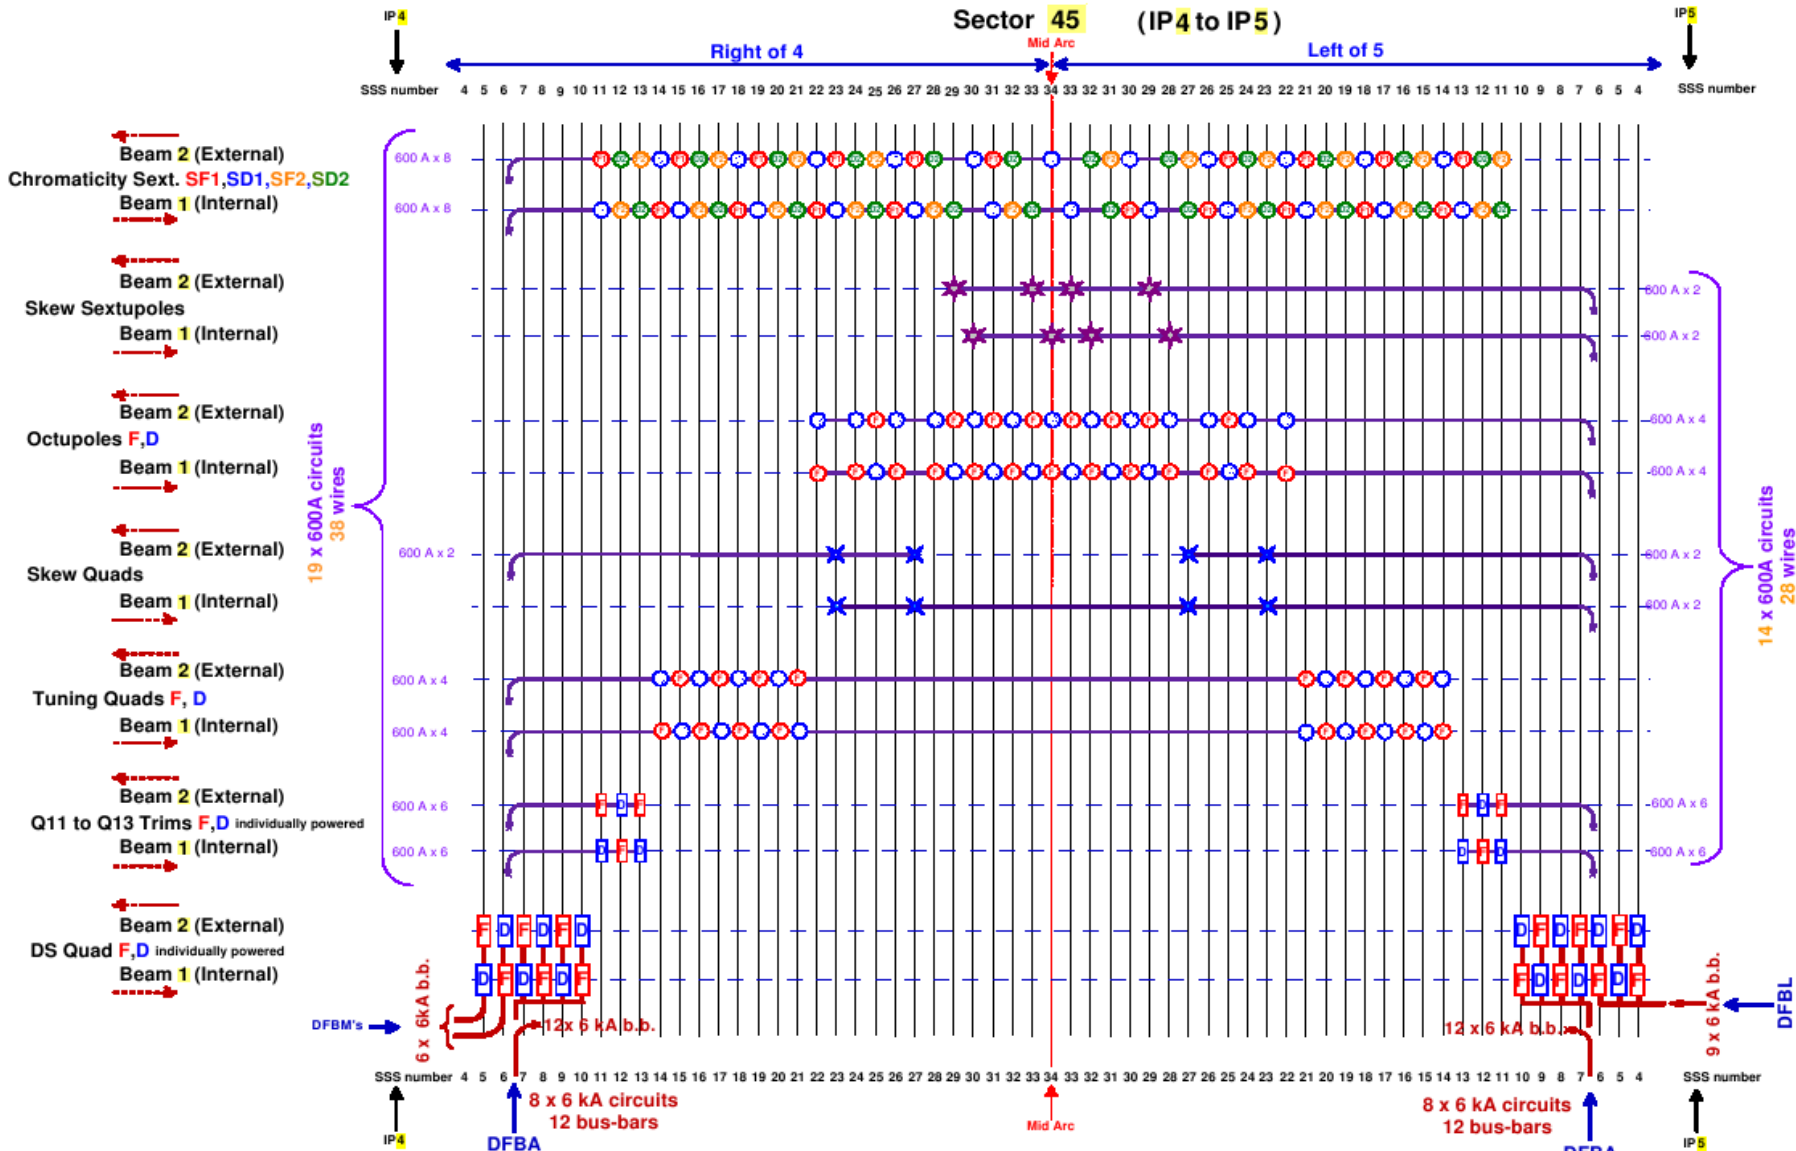 IP4
Sector 45 (IP4 to IP5)
IP5
Right of 4
Mid Arc
Left of 5
SSS number 4 5 6 7 8 9 10 11 12 13 14 15 16 17 18 19 20 21 22 23 24 25 26 27 28 29 30 31 32 33 34 33 32 31 30 29 28 27 26 25 24 23 22 21 20 19 18 17 16 15 14 13 12 11 10 9 8 7 6 5 4 SSS number
Beam 2 (External)
600 A x 8
Chromaticity Sext. SF1,SD1,SF2,SD2
Beam 1 (Internal)
600 A x 8
Beam 2 (External)
600 A x 2
Skew Sextupoles
Beam 1 (Internal)
600 A x 2
Beam 2 (External)
600 A x 4
Octupoles F,D
Beam 1 (Internal)
600 A x 4
19 x 600A circuits
38 wires
14 x 600A circuits
28 wires
Beam 2 (External)
600 A x 2
600 A x 2
Skew Quads
Beam 1 (Internal)
600 A x 2
Beam 2 (External)
600 A x 4
Tuning Quads F, D
Beam 1 (Internal)
600 A x 4
Beam 2 (External)
600 A x 6
F D F
F D F
600 A x 6
Q11 to Q13 Trims F,D individually powered
Beam 1 (Internal)
600 A x 6
D F D
D F D
600 A x 6
Beam 2 (External)
F D F D F D
D F D F D F D
DS Quad F,D individually powered
Beam 1 (Internal)
D F D F D F
F D F D F D F
6 x 6kA b.b.
9 x 6 kA b.b.
DFBL
DFBM's
12x 6 kA b.b.
12 x 6 kA b.b.
SSS number 4 5 6 7 8 9 10 11 12 13 14 15 16 17 18 19 20 21 22 23 24 25 26 27 28 29 30 31 32 33 34 33 32 31 30 29 28 27 26 25 24 23 22 21 20 19 18 17 16 15 14 13 12 11 10 9 8 7 6 5 4 SSS number
8 x 6 kA circuits
12 bus-bars
8 x 6 kA circuits
12 bus-bars
IP4
DFBA
Mid Arc
DFBA
IP5